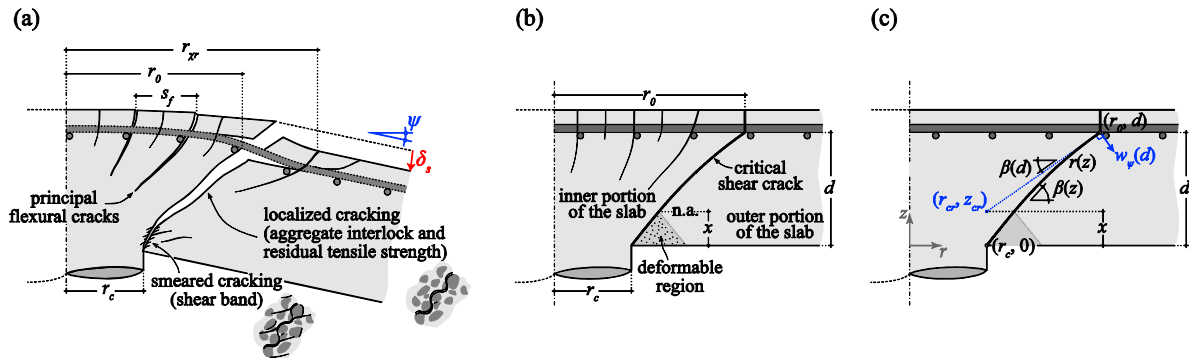 (a)
r_xr
r_0
s_f
ψ
δ_s
principal
flexural cracks
localized cracking
(aggregate interlock and
residual tensile strength)
smeared cracking
(shear band)
r_c
(b)
r_0
critical
shear crack
inner portion
of the slab
n.a.
x
outer portion
of the slab
d
deformable
region
r_c
(c)
(r_0, d)
w_ψ(d)
β(d)
r(z)
β(z)
(r_cr, z_cr)
z
r
x
d
(r_c, 0)